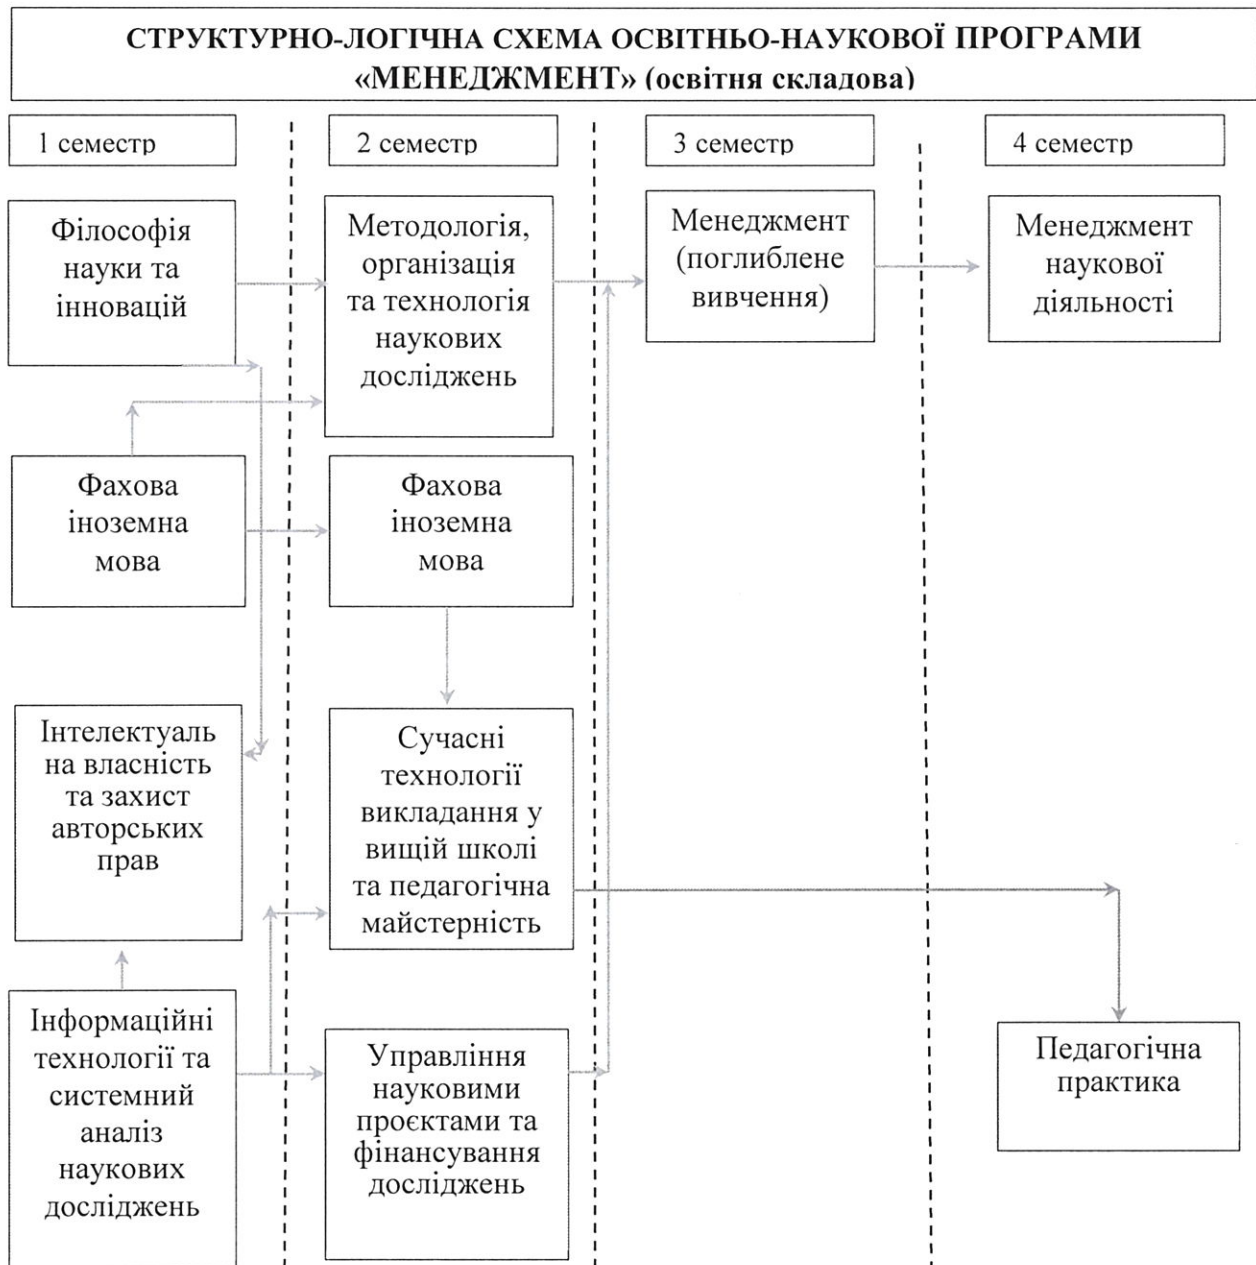 СТРУКТУРНО-ЛОГІЧНА СХЕМА ОСВІТНЬО-НАУКОВОЇ ПРОГРАМИ
«МЕНЕДЖМЕНТ» (освітня складова)
1 семестр
2 семестр
3 семестр
4 семестр
Філософія
науки та
інновацій
Методологія,
організація
та технологія
наукових
досліджень
Менеджмент
(поглиблене
вивчення)
Менеджмент
наукової
діяльності
Фахова
іноземна
мова
Фахова
іноземна
мова
Інтелектуаль
на власність
та захист
авторських
прав
Сучасні
технології
викладання у
вищій школі
та педагогічна
майстерність
Інформаційні
технології та
системний
аналіз
наукових
досліджень
Управління
науковими
проєктами та
фінансування
досліджень
Педагогічна
практика